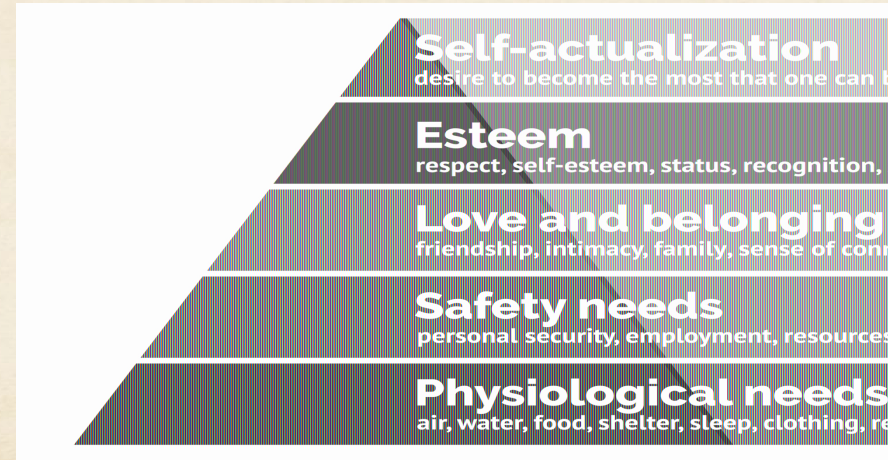 Self-actualization
desire to become the most that one can
Esteem
respect, self-esteem, status, recognition,
Love and belonging
friendship, intimacy, family, sense of
Safety needs
personal security, employment, resources
Physiological needs
air, water, food, shelter, sleep, clothing,